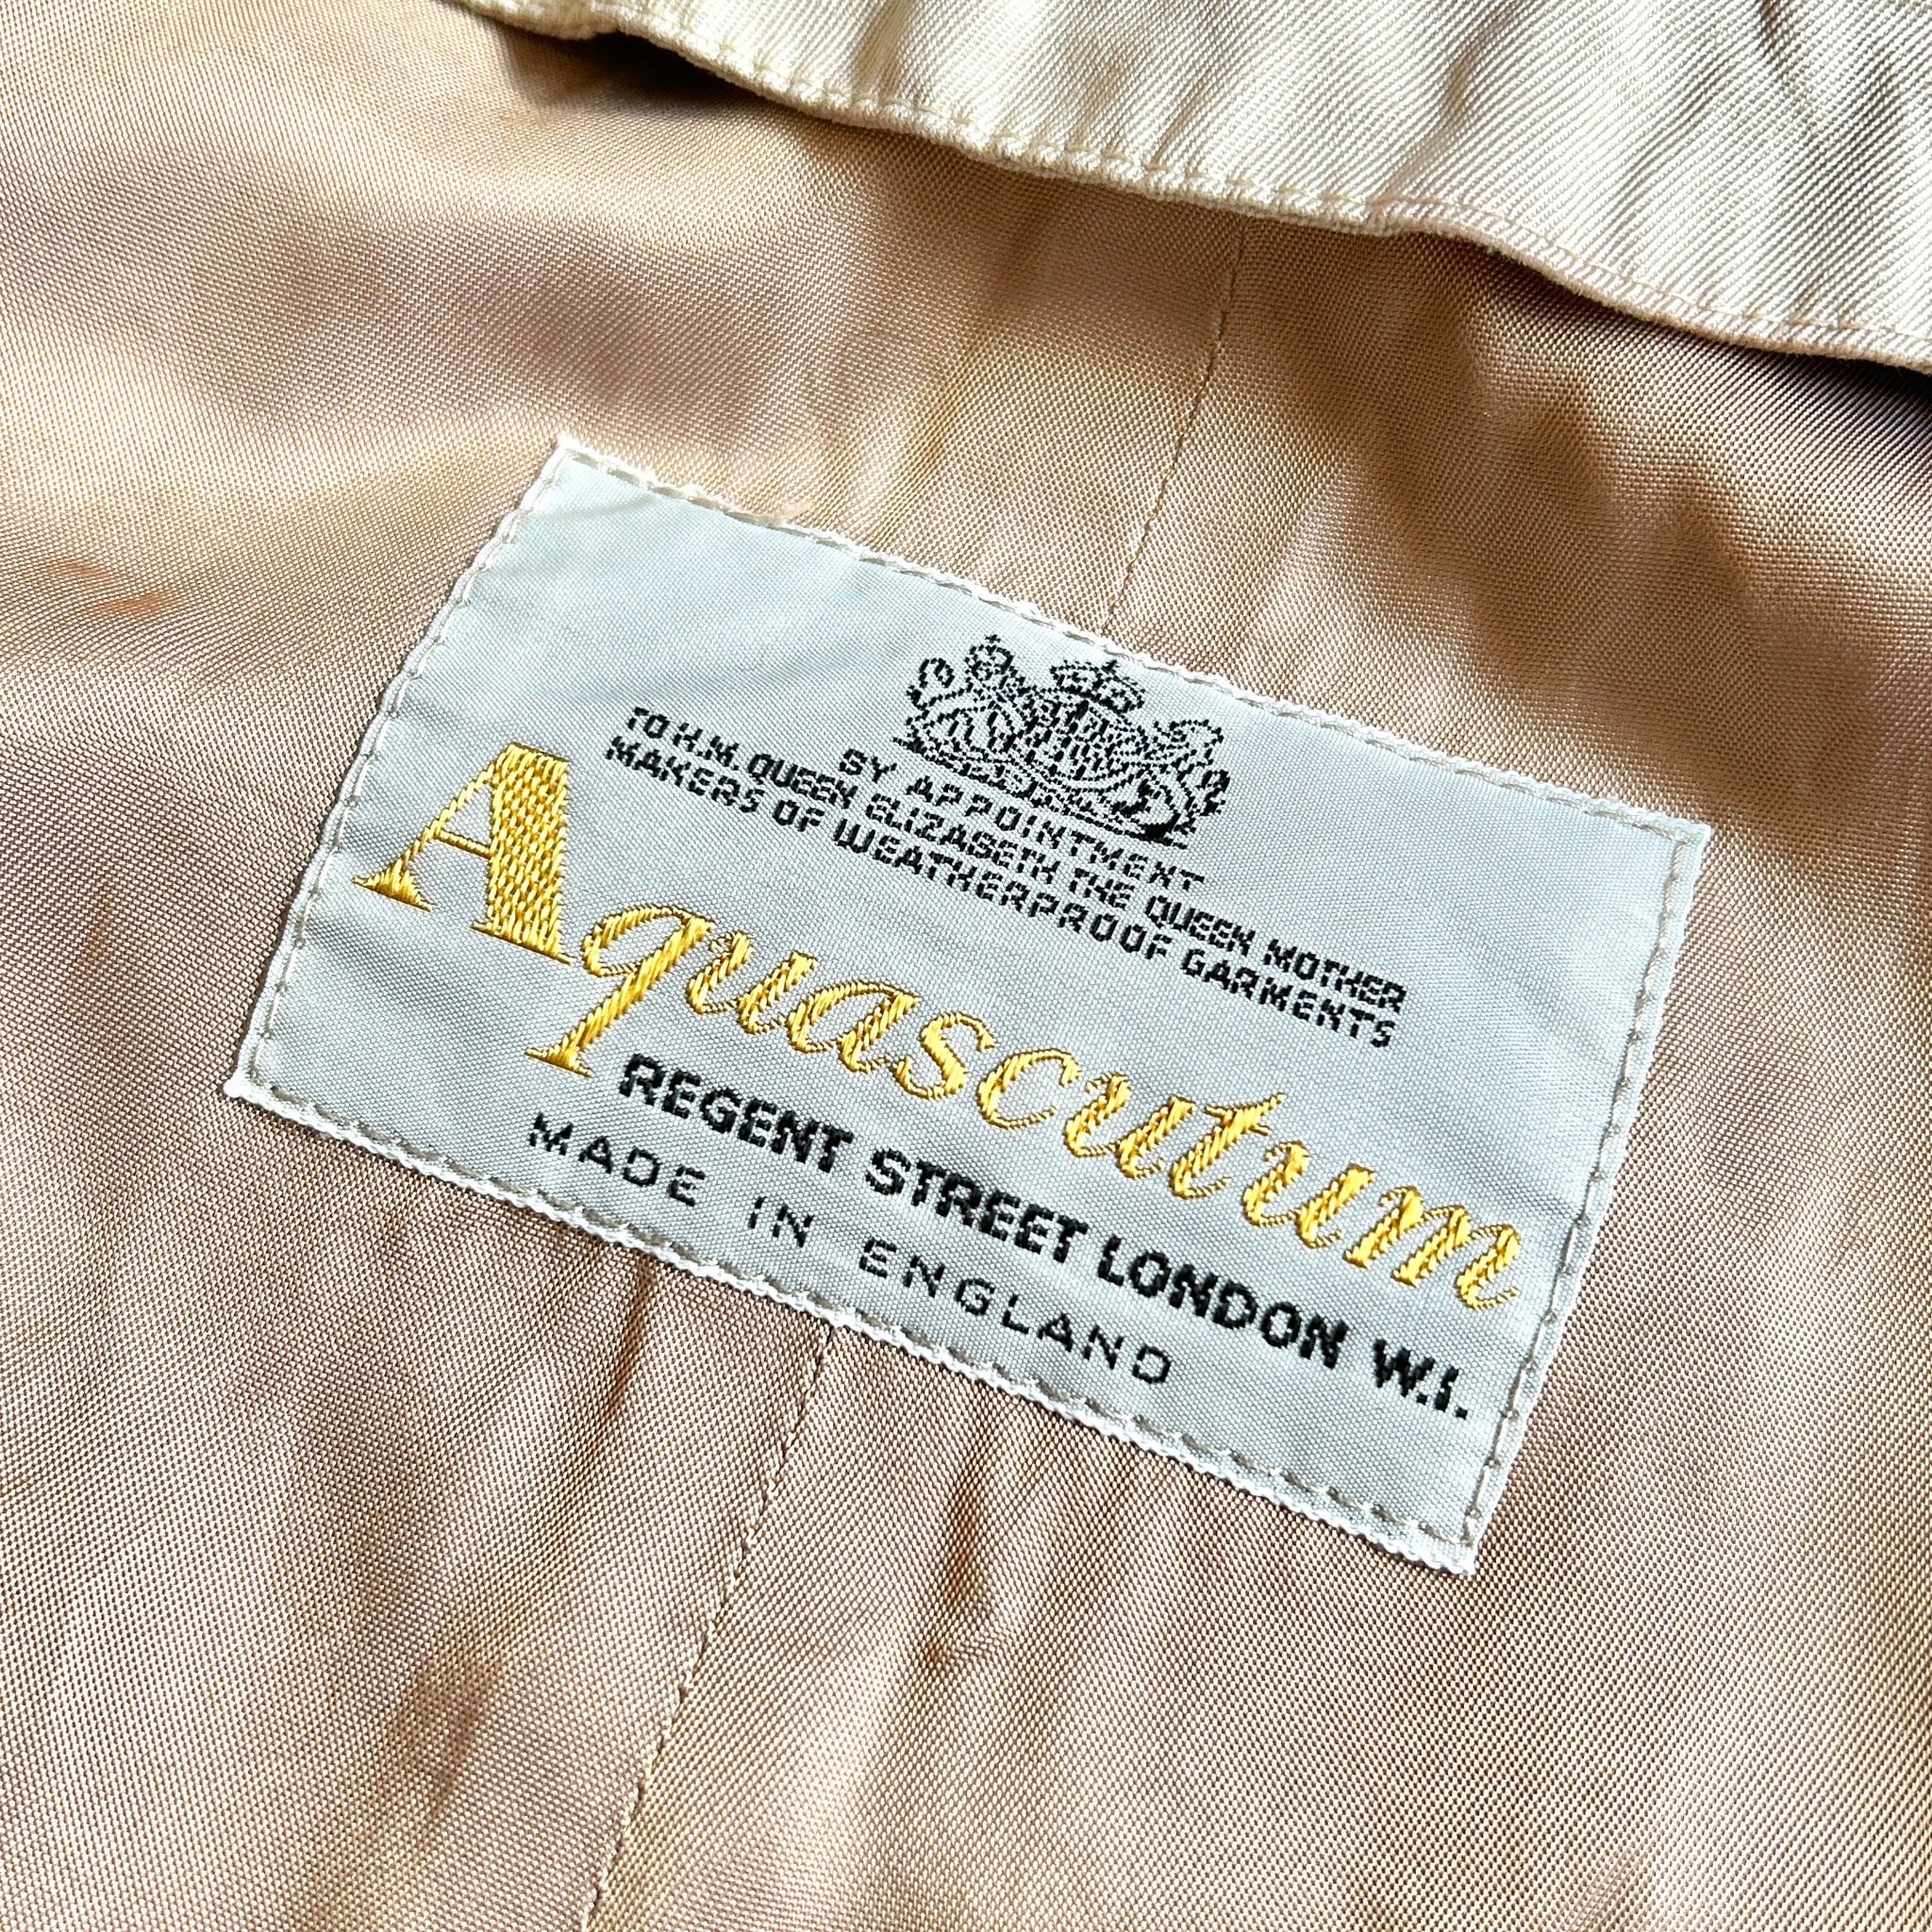 BY APPOINTMENT
TO H.M. QUEEN ELIZABETH THE QUEEN MOTHER
MAKERS OF WEATHERPROOF GARMENTS
Aquascutum
REGENT STREET LONDON W.I.
MADE IN ENGLAND